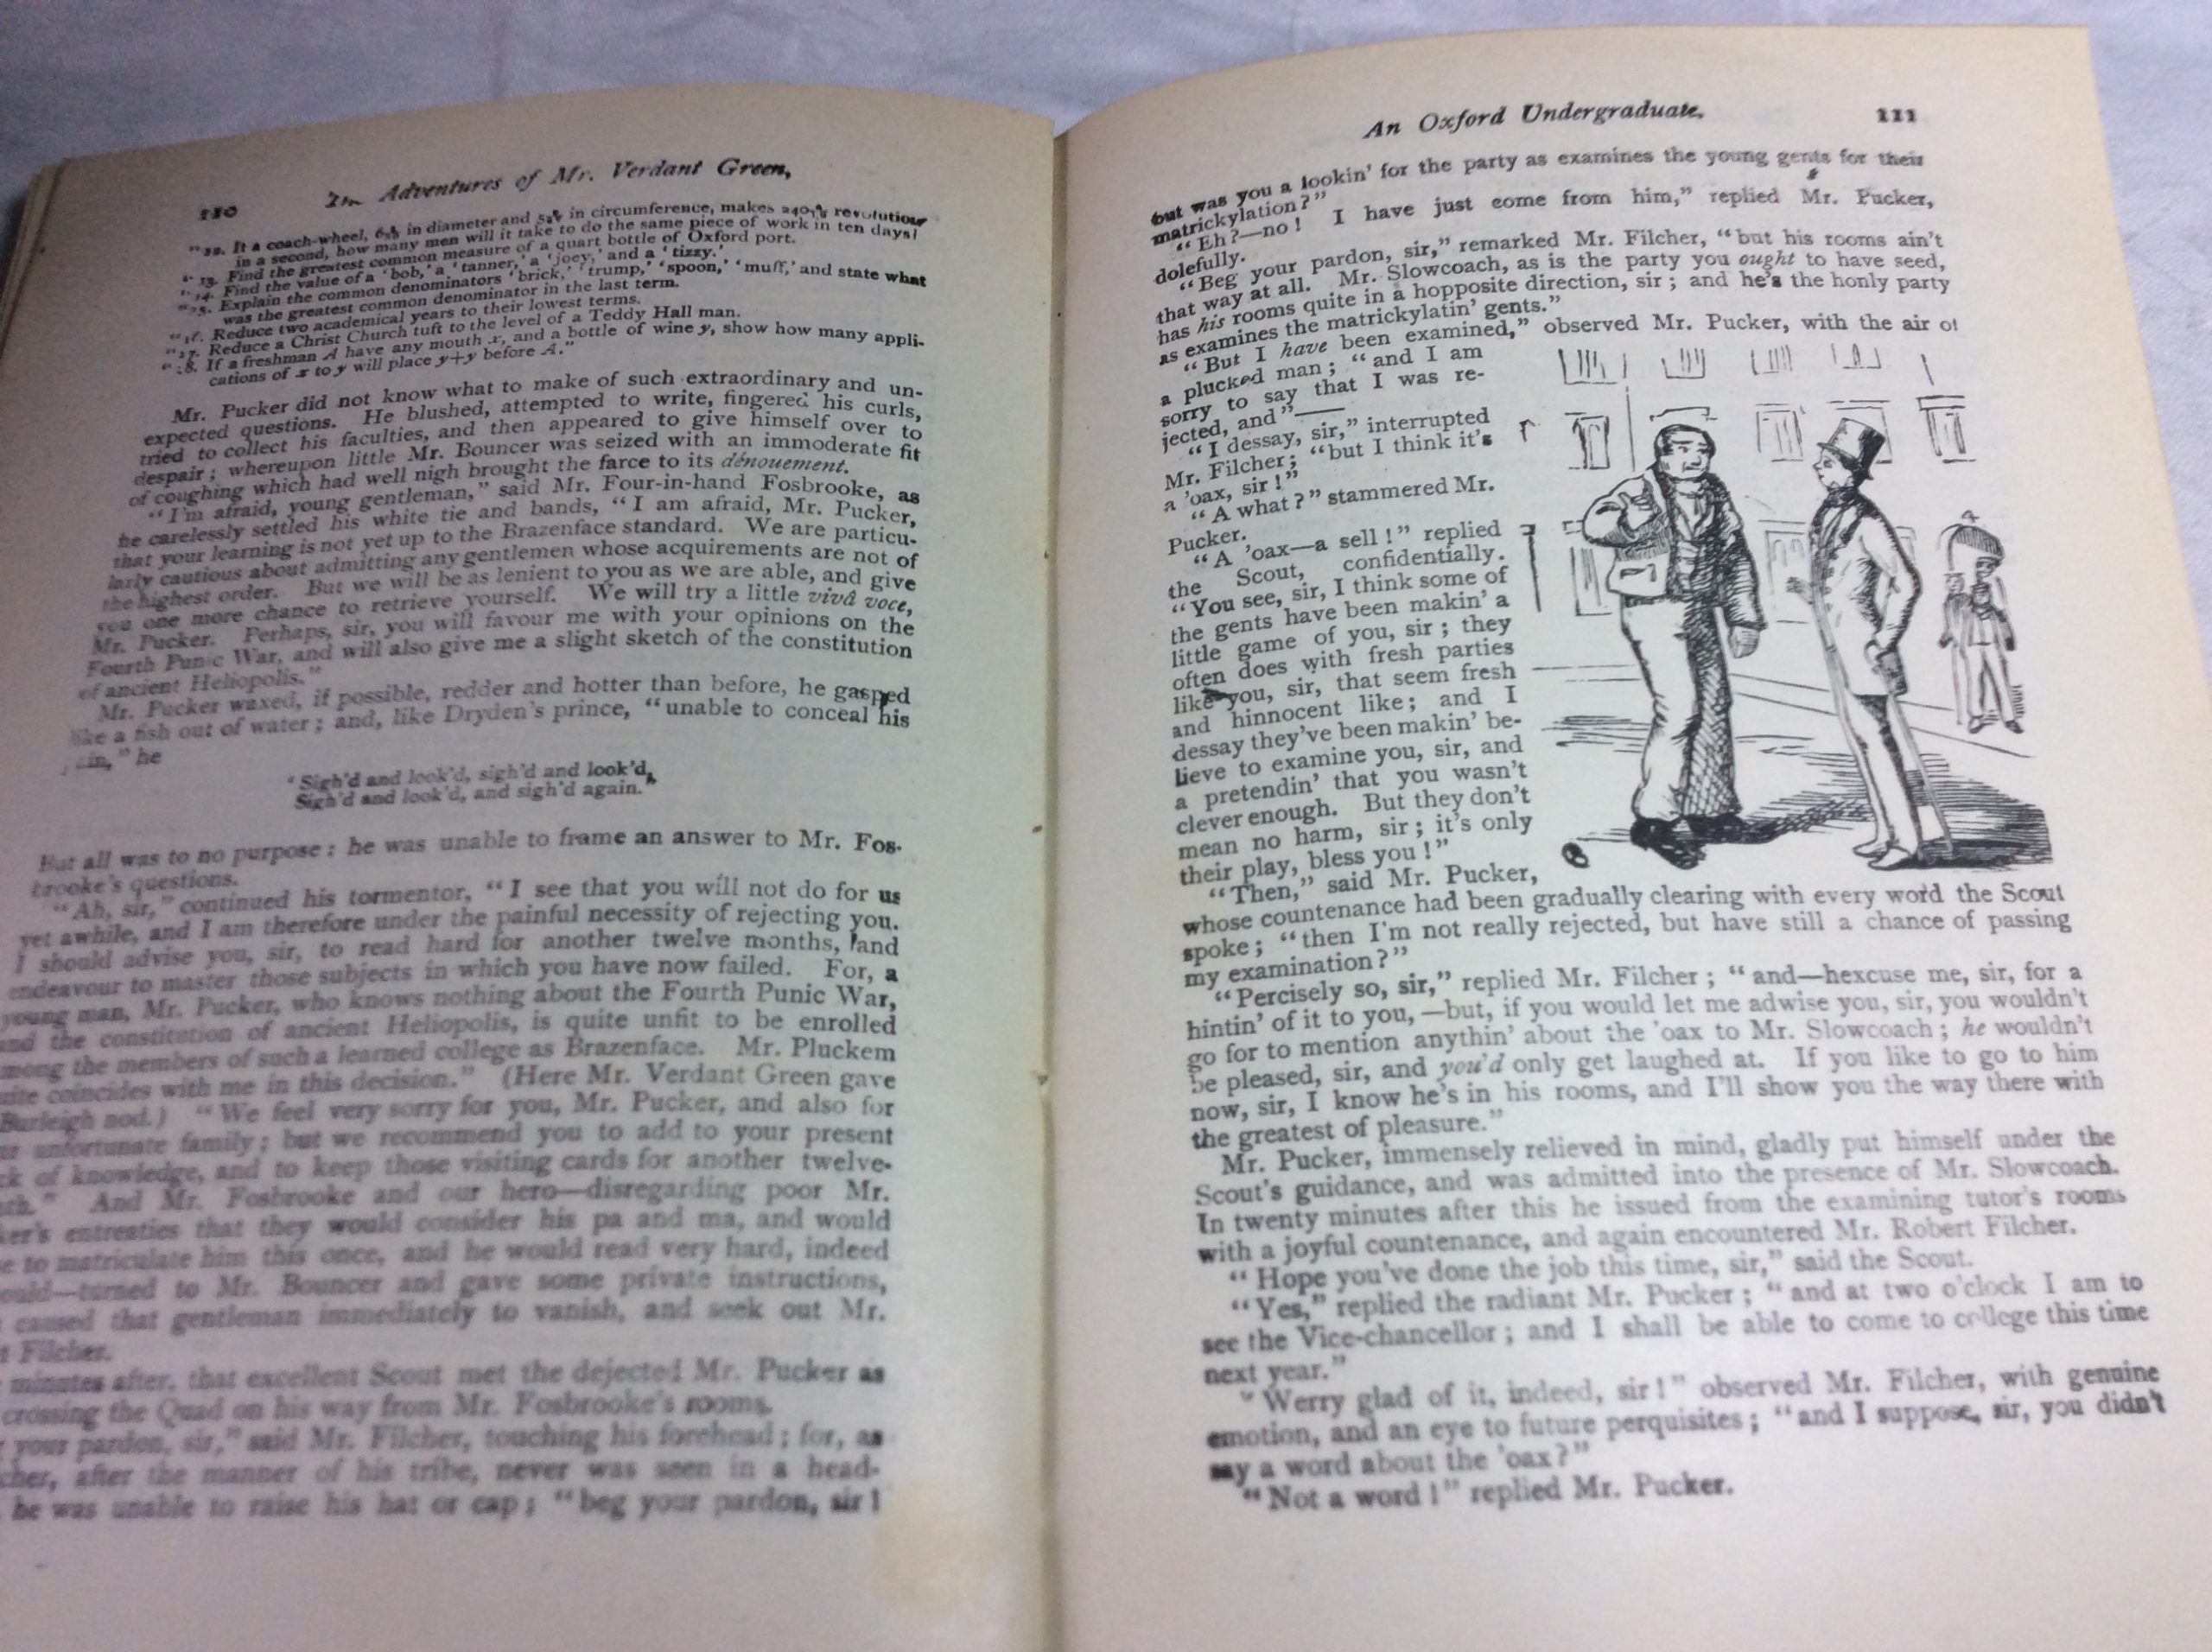 110
Adventures of Mr. Verdant Green,
"12. If a coach-wheel, in diameter and in circumference, makes revolutions
in a second, how many men will it take to do the same piece of work in ten days!
"13. Find the greatest common measure of a quart bottle of Oxford port.
"14. Find the value of a 'bob,' a 'tanner,' a 'joey,' and a 'tizzy.'
"15. Explain the common denominators 'brick,' 'trump,' 'spoon,' 'muff,' and state what
was the greatest common denominator in the last term.
Reduce two academical years to their lowest terms.
"17. Reduce a Christ Church tuft to the level of a Teddy Hall man.
If a freshman A have any mouth x, and a bottle of wine y, show how many appli-
cations of x to y will place y+y before A."
Mr. Pucker did not know what to make of such extraordinary and un-
expected questions. He blushed, attempted to write, fingered his curls,
tried to collect his faculties, and then appeared to give himself over to
despair; whereupon little Mr. Bouncer was seized with an immoderate fit
of coughing which had well nigh brought the farce to its dénouement.
"I'm afraid, young gentleman," said Mr. Four-in-hand Fosbrooke, as
he carelessly settled his white tie and bands, "I am afraid, Mr. Pucker,
that your learning is not yet up to the Brazenface standard. We are particu-
larly cautious about admitting any gentlemen whose acquirements are not of
the highest order. But we will be as lenient to you as we are able, and give
you one more chance to retrieve yourself. We will try a little vivâ voce,
Mr. Pucker. Perhaps, sir, you will favour me with your opinions on the
Fourth Punic War, and will also give me a slight sketch of the constitution
of ancient Heliopolis."
Mr. Pucker waxed, if possible, redder and hotter than before, he gasped
like a fish out of water; and, like Dryden's prince, "unable to conceal his
he
"Sigh'd and look'd, sigh'd and look'd,
Sigh'd and look'd, and sigh'd again."
But all was to no purpose: he was unable to frame an answer to Mr. Fos-
brooke's questions.
"Ah, sir," continued his tormentor, "I see that you will not do for us
yet awhile, and I am therefore under the painful necessity of rejecting you.
I should advise you, sir, to read hard for another twelve months, and
endeavour to master those subjects in which you have now failed. For, a
young man, Mr. Pucker, who knows nothing about the Fourth Punic War,
and the constitution of ancient Heliopolis, is quite unfit to be enrolled
mong the members of such a learned college as Brazenface. Mr. Pluckem
uite coincides with me in this decision." (Here Mr. Verdant Green gave
Burleigh nod.) "We feel very sorry for you, Mr. Pucker, and also for
ur unfortunate family; but we recommend you to add to your present
ck of knowledge, and to keep those visiting cards for another twelve-
nth." And Mr. Fosbrooke and our hero—disregarding poor Mr.
ker's entreaties that they would consider his pa and ma, and would
e to matriculate him this once, and he would read very hard, indeed
ould—turned to Mr. Bouncer and gave some private instructions,
caused that gentleman immediately to vanish, and seek out Mr.
t Filcher.
minutes after, that excellent Scout met the dejected Mr. Pucker as
crossing the Quad on his way from Mr. Fosbrooke's rooms.
your pardon, sir," said Mr. Filcher, touching his forehead; for, as
cher, after the manner of his tribe, never was seen in a head-
he was unable to raise his hat or cap; "beg your pardon, sir!
An Oxford Undergraduate.
111
but was you a lookin' for the party as examines the young gents for their
matrickylation?"
"Eh?—no! I have just come from him," replied Mr. Pucker,
dolefully.
"Beg your pardon, sir," remarked Mr. Filcher, "but his rooms ain't
that way at all. Mr. Slowcoach, as is the party you ought to have seed,
has his rooms quite in a hopposite direction, sir; and he's the honly party
as examines the matrickylatin' gents."
"But I have been examined," observed Mr. Pucker, with the air of
a plucked man; "and I am
sorry to say that I was re-
jected, and"——
"I dessay, sir," interrupted
Mr. Filcher; "but I think it's
a 'oax, sir!"
"A what?" stammered Mr.
Pucker.
"A 'oax—a sell!" replied
the Scout, confidentially.
"You see, sir, I think some of
the gents have been makin' a
little game of you, sir; they
often does with fresh parties
like you, sir, that seem fresh
and hinnocent like; and I
dessay they've been makin' be-
lieve to examine you, sir, and
a pretendin' that you wasn't
clever enough. But they don't
mean no harm, sir; it's only
their play, bless you!"
"Then," said Mr. Pucker,
whose countenance had been gradually clearing with every word the Scout
spoke; "then I'm not really rejected, but have still a chance of passing
my examination?"
"Percisely so, sir," replied Mr. Filcher; "and—hexcuse me, sir, for a
hintin' of it to you,—but, if you would let me adwise you, sir, you wouldn't
go for to mention anythin' about the 'oax to Mr. Slowcoach; he wouldn't
be pleased, sir, and you'd only get laughed at. If you like to go to him
now, sir, I know he's in his rooms, and I'll show you the way there with
the greatest of pleasure."
Mr. Pucker, immensely relieved in mind, gladly put himself under the
Scout's guidance, and was admitted into the presence of Mr. Slowcoach.
In twenty minutes after this he issued from the examining tutor's rooms
with a joyful countenance, and again encountered Mr. Robert Filcher.
"Hope you've done the job this time, sir," said the Scout.
"Yes," replied the radiant Mr. Pucker; "and at two o'clock I am to
see the Vice-chancellor; and I shall be able to come to college this time
next year."
"Werry glad of it, indeed, sir!" observed Mr. Filcher, with genuine
emotion, and an eye to future perquisites; "and I suppose, sir, you didn't
say a word about the 'oax?"
"Not a word!" replied Mr. Pucker.